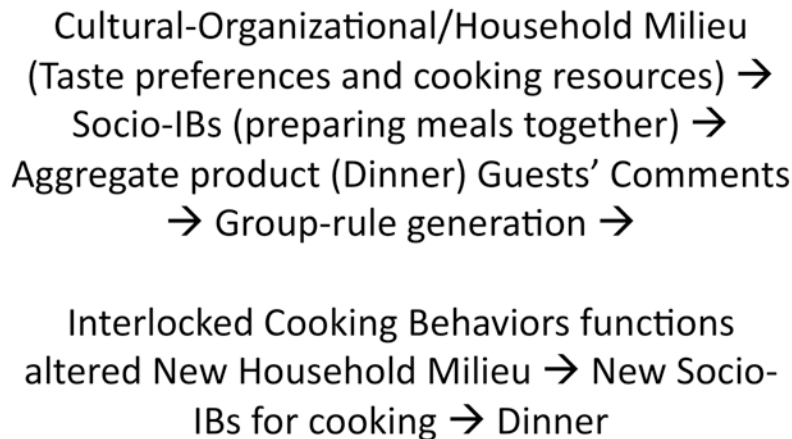 Cultural-Organizational/Household Milieu
(Taste preferences and cooking resources) →
Socio-IBs (preparing meals together) →
Aggregate product (Dinner) Guests’ Comments
→ Group-rule generation →
Interlocked Cooking Behaviors functions
altered New Household Milieu → New Socio-
IBs for cooking → Dinner